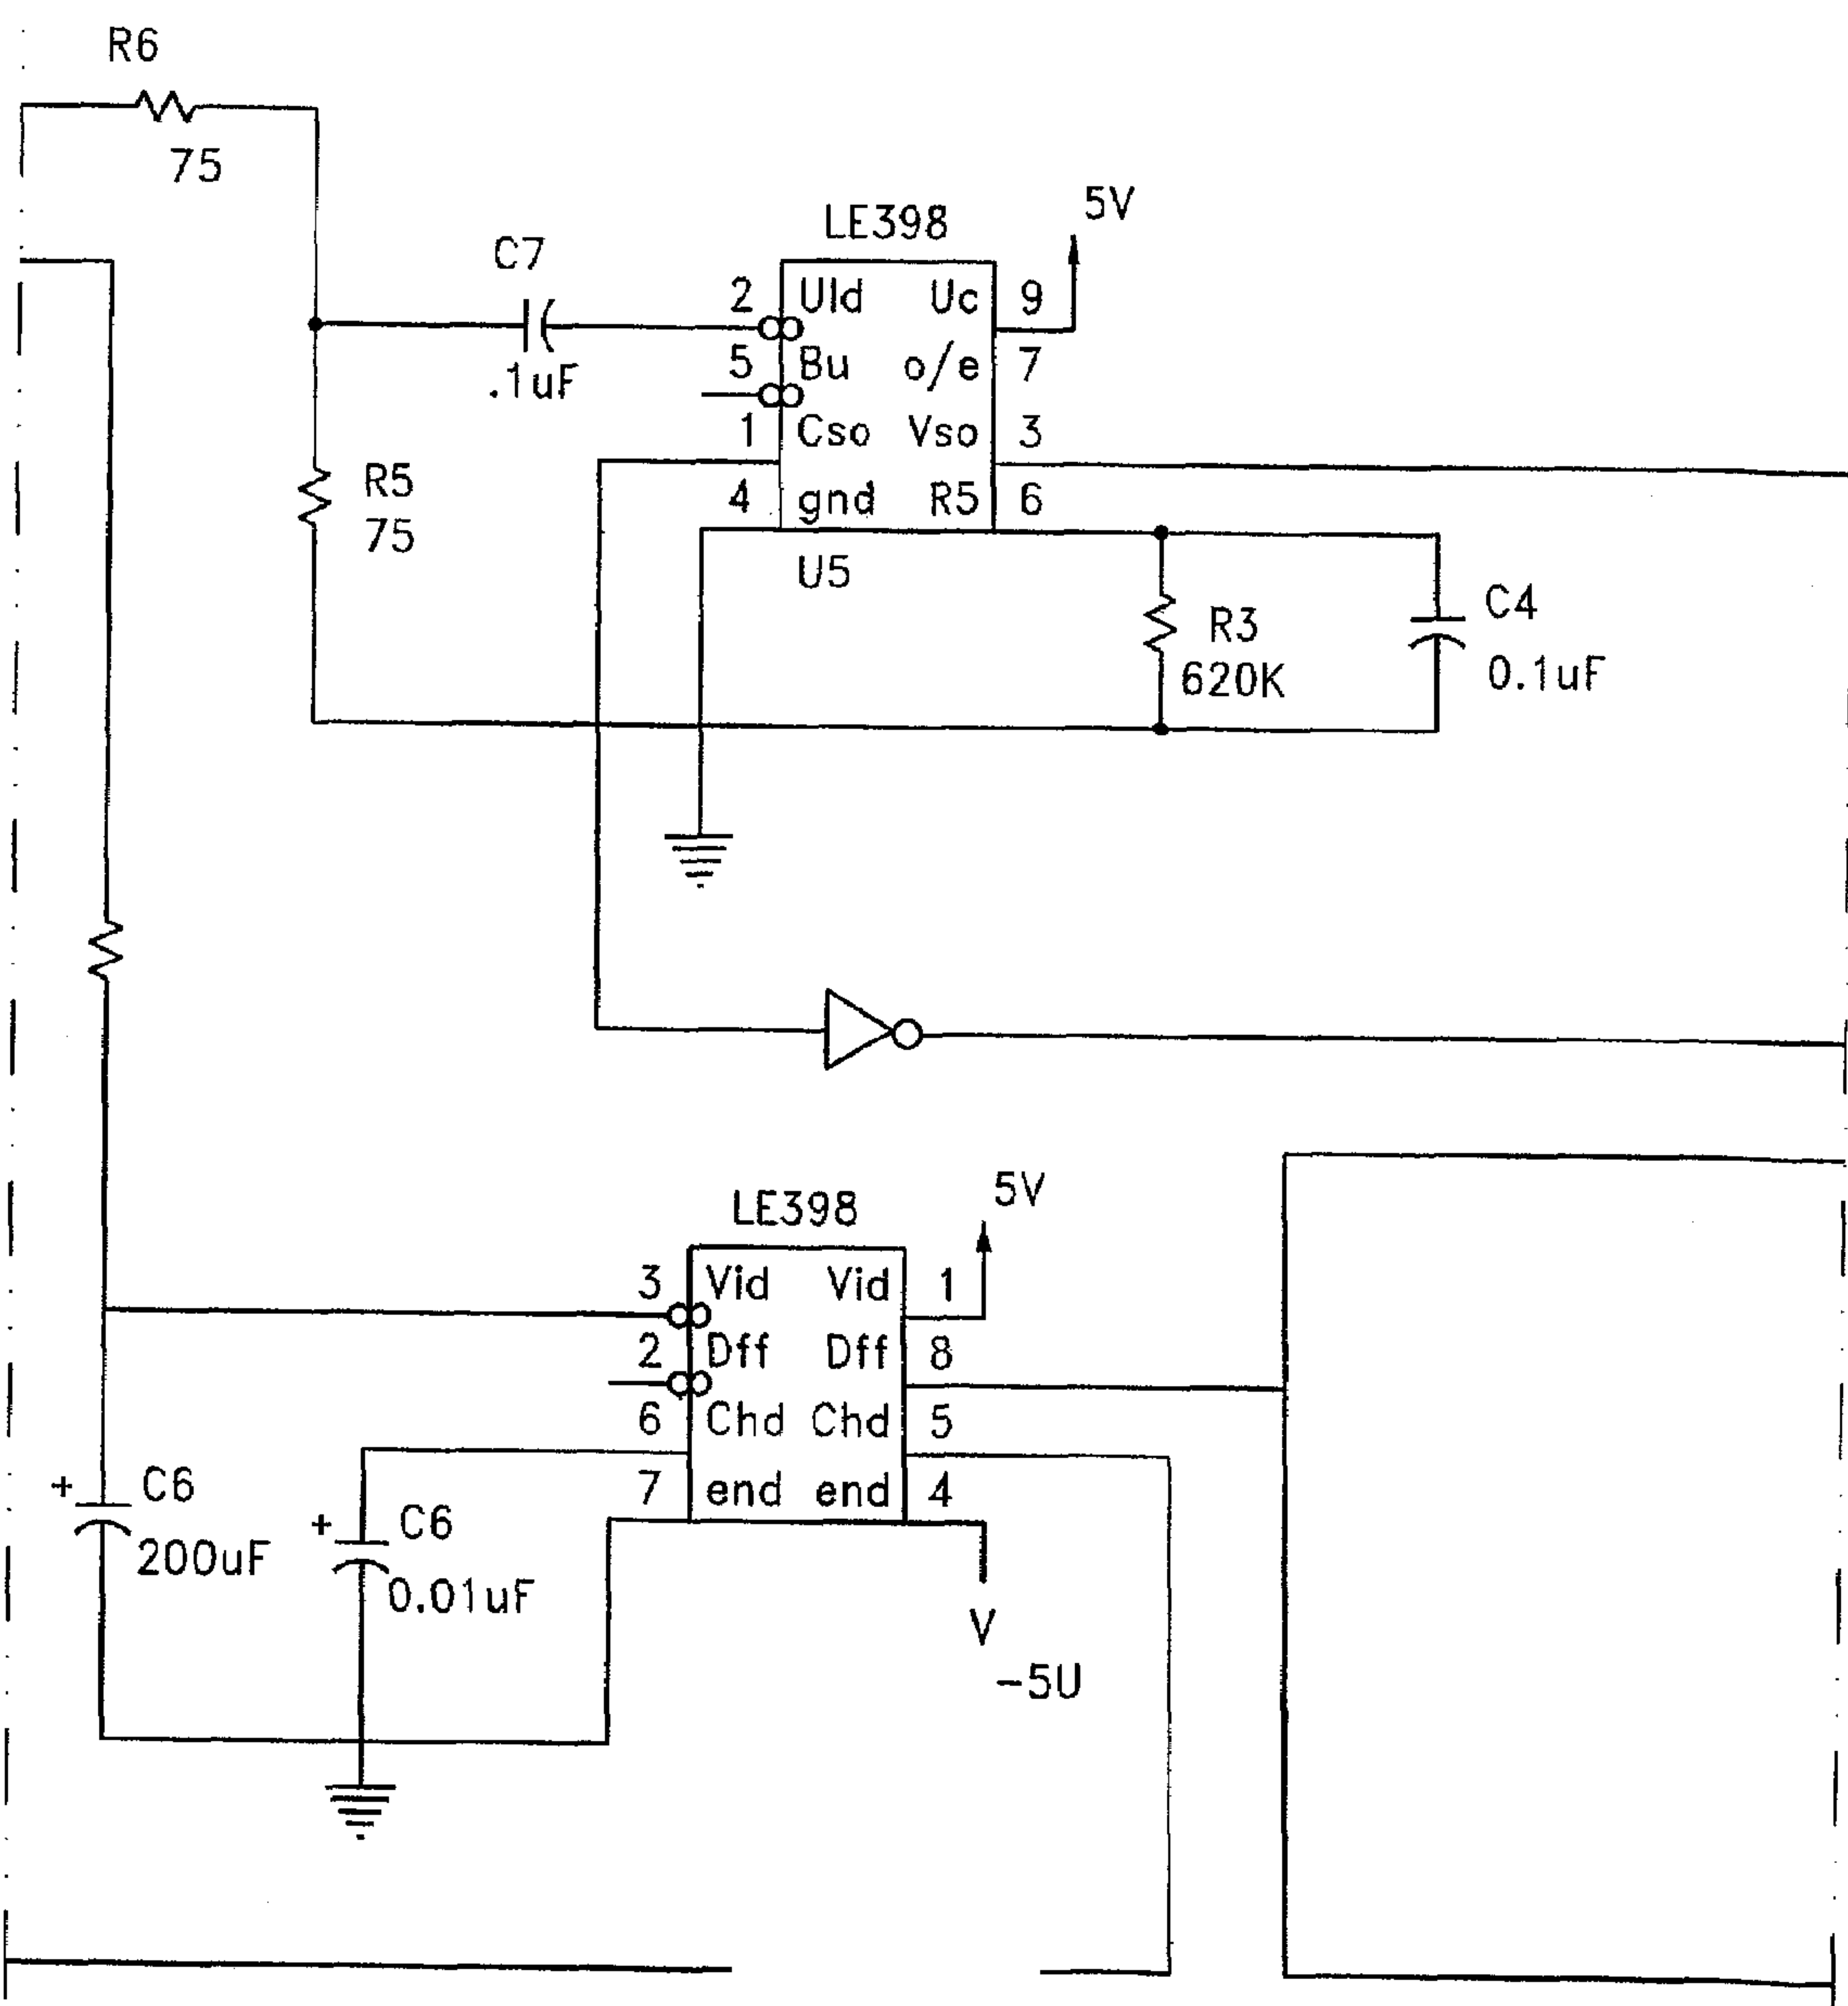 R6
75
C7
.1uF
R5
75
LE398
5V
2 Uld Uc 9
5 Bu o/e 7
1 Cso Vso 3
4 gnd R5 6
U5
R3
620K
C4
0.1uF
LE398
5V
3 Vid Vid 1
2 Dff Dff 8
6 Chd Chd 5
7 end end 4
+ C6
200uF
+ C6
0.01uF
V
-5U